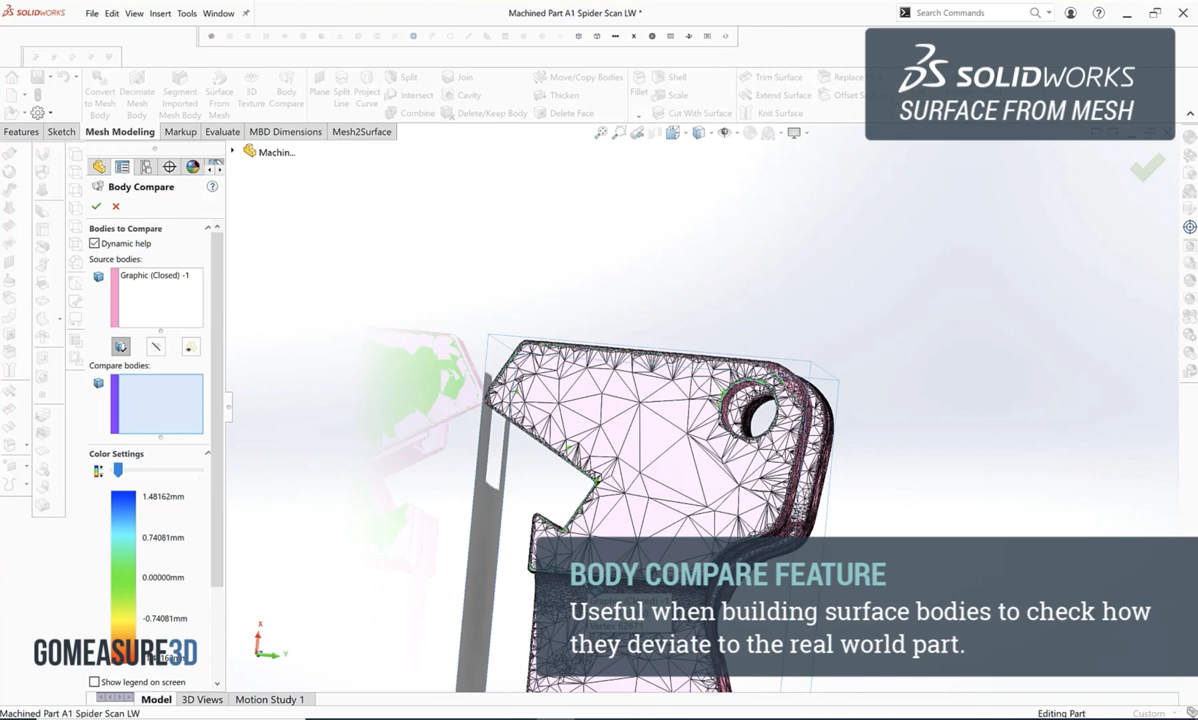 SOLIDWORKS
File Edit View Insert Tools Window
Machined Part A1 Spider Scan LW *
Search Commands
SOLIDWORKS
SURFACE FROM MESH
Convert to Mesh Body
Decimate Mesh Body
Segment Imported Mesh Body
Surface From Mesh
3D Texture
Body Compare
Plane
Split Line
Project Curve
Split
Intersect
Combine
Join
Cavity
Delete/Keep Body
Move/Copy Bodies
Thicken
Delete Face
Fillet
Shell
Scale
Cut With Surface
Trim Surface
Extend Surface
Knit Surface
Features Sketch Mesh Modeling Markup Evaluate MBD Dimensions Mesh2Surface
Machin...
Body Compare
Bodies to Compare
Dynamic help
Source bodies:
Graphic (Closed) -1
Compare bodies:
Color Settings
1.48162mm
0.74081mm
0.00000mm
-0.74081mm
GOMEASURE3D
Show legend on screen
BODY COMPARE FEATURE
Useful when building surface bodies to check how
they deviate to the real world part.
Model 3D Views Motion Study 1
Machined Part A1 Spider Scan LW
Editing Part
Custom